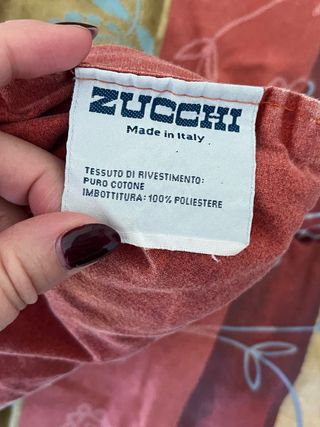 ZUCCHI
Made in Italy
TESSUTO DI RIVESTIMENTO:
PURO COTONE
IMBOTTITURA: 100% POLIESTERE